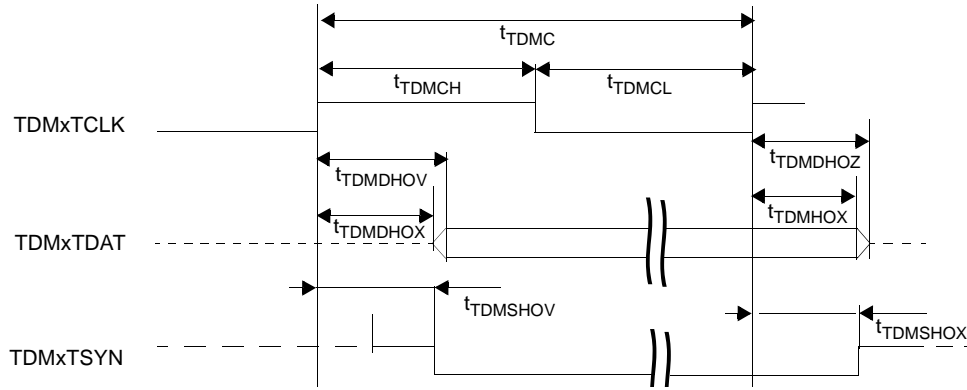 tTDMC
tTDMCH
tTDMCL
TDMxTCLK
tTDMDHOZ
tTDMDHOV
tTDMHOX
tTDMDHOX
TDMxTDAT
tTDMSHOV
tTDMSHOX
TDMxTSYN